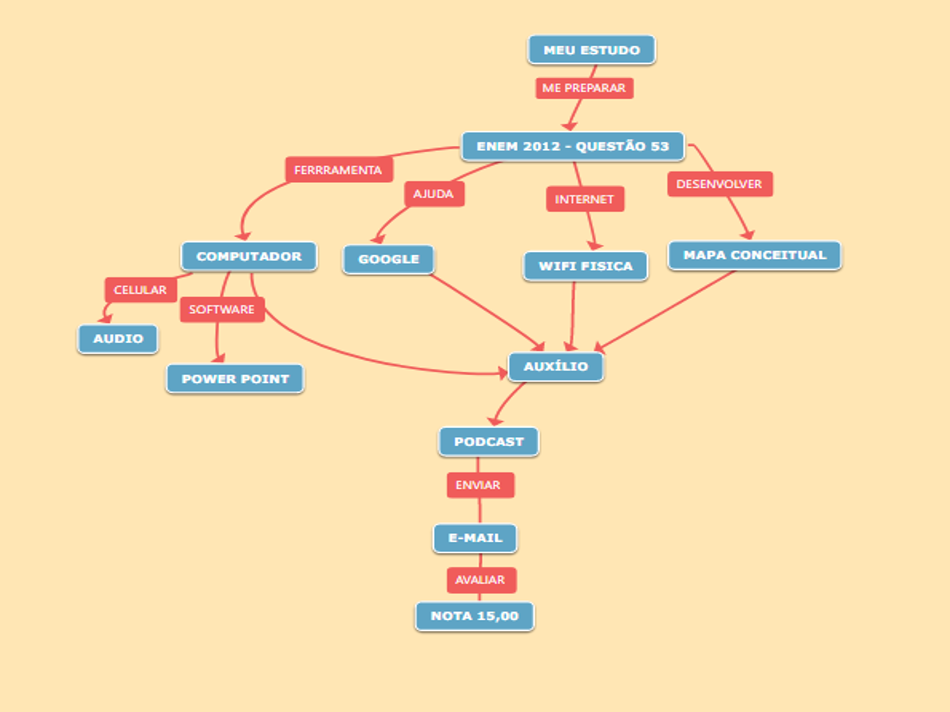 MEU ESTUDO
ME PREPARAR
ENEM 2012 - QUESTÃO 53
FERRRAMENTA
AJUDA
INTERNET
DESENVOLVER
COMPUTADOR
GOOGLE
WIFI FISICA
MAPA CONCEITUAL
CELULAR
SOFTWARE
AUDIO
POWER POINT
AUXÍLIO
PODCAST
ENVIAR
E-MAIL
AVALIAR
NOTA 15,00